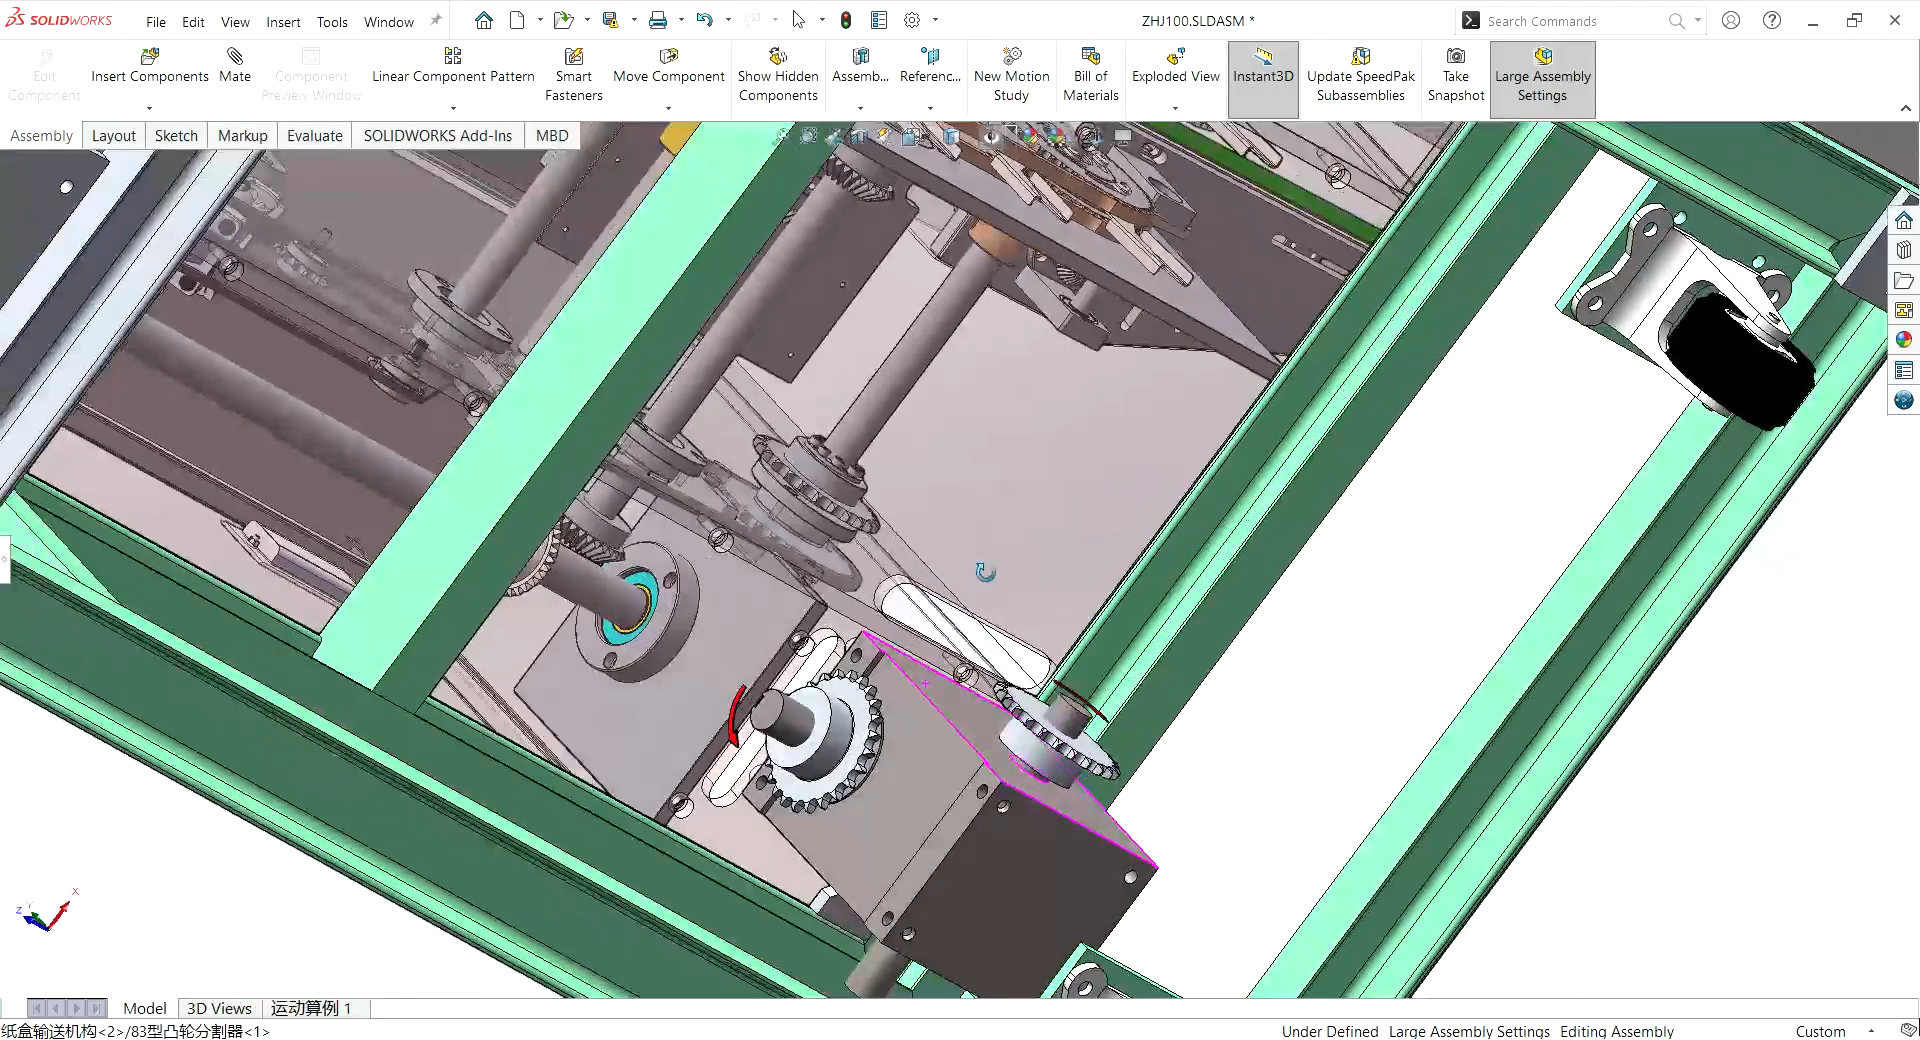 SOLIDWORKS File Edit View Insert Tools Window ZHJ100.SLDASM * Search Commands
Edit Component
Insert Components
Mate
Component Preview Window
Linear Component Pattern
Smart Fasteners
Move Component
Show Hidden Components
Assemb...
Referenc...
New Motion Study
Bill of Materials
Exploded View
Instant3D
Update SpeedPak Subassemblies
Take Snapshot
Large Assembly Settings
Assembly Layout Sketch Markup Evaluate SOLIDWORKS Add-Ins MBD
X
Y
Z
Model 3D Views 运动算例 1
纸盒输送机构<2>/83型凸轮分割器<1> Under Defined Large Assembly Settings Editing Assembly Custom